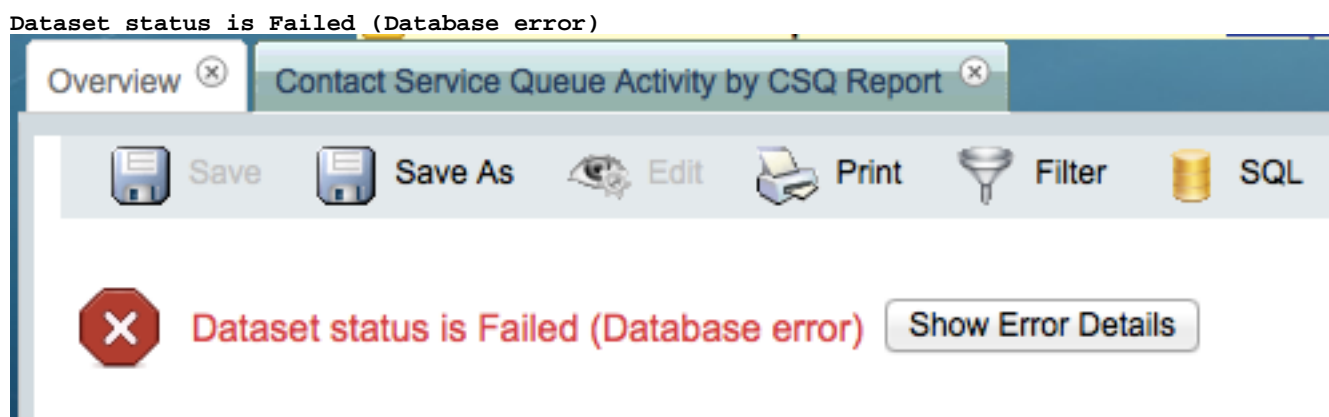 Dataset status is Failed (Database error)
Overview Contact Service Queue Activity by CSQ Report
Save Save As Edit Print Filter SQL
Dataset status is Failed (Database error) Show Error Details